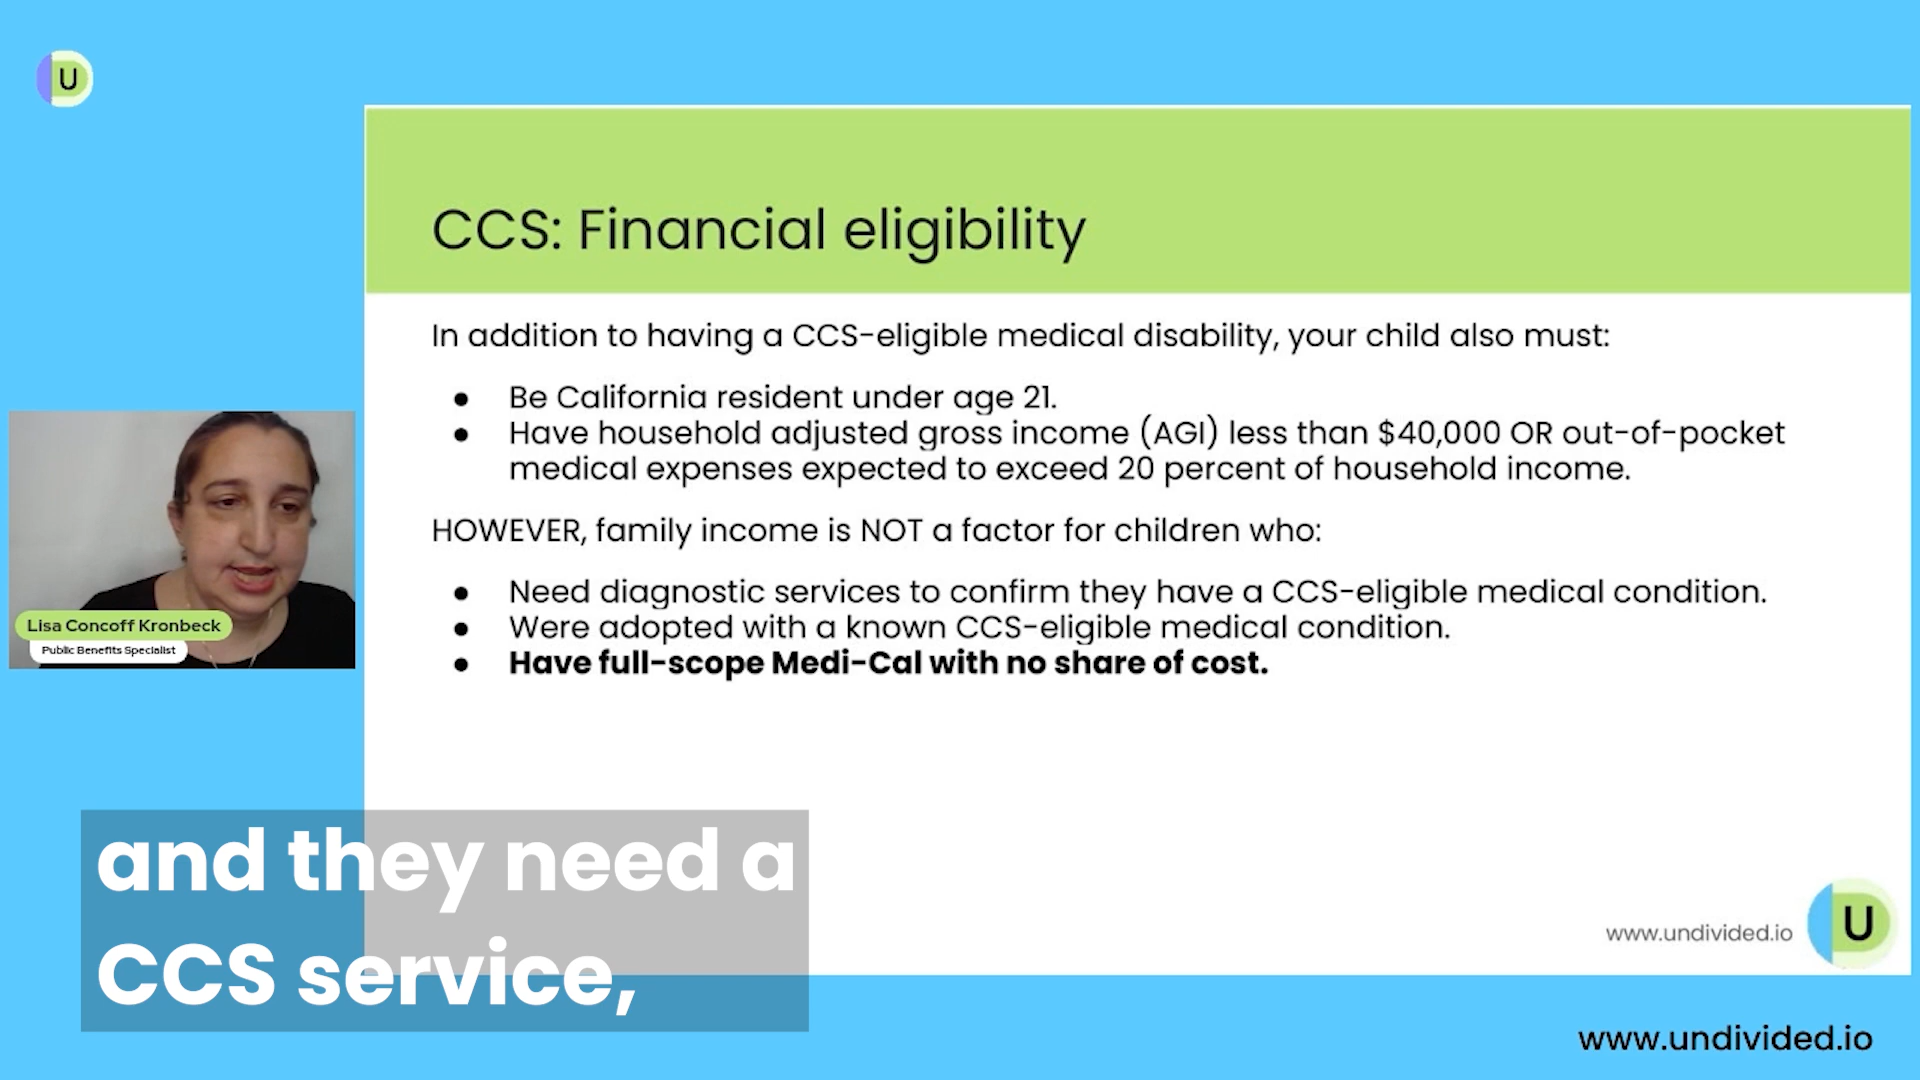 U
CCS: Financial eligibility
In addition to having a CCS-eligible medical disability, your child also must:
● Be California resident under age 21.
● Have household adjusted gross income (AGI) less than $40,000 OR out-of-pocket
medical expenses expected to exceed 20 percent of household income.
HOWEVER, family income is NOT a factor for children who:
● Need diagnostic services to confirm they have a CCS-eligible medical condition.
● Were adopted with a known CCS-eligible medical condition.
● Have full-scope Medi-Cal with no share of cost.
Lisa Concoff Kronbeck
Public Benefits Specialist
and they need a
CCS service,
www.undivided.io
U
www.undivided.io